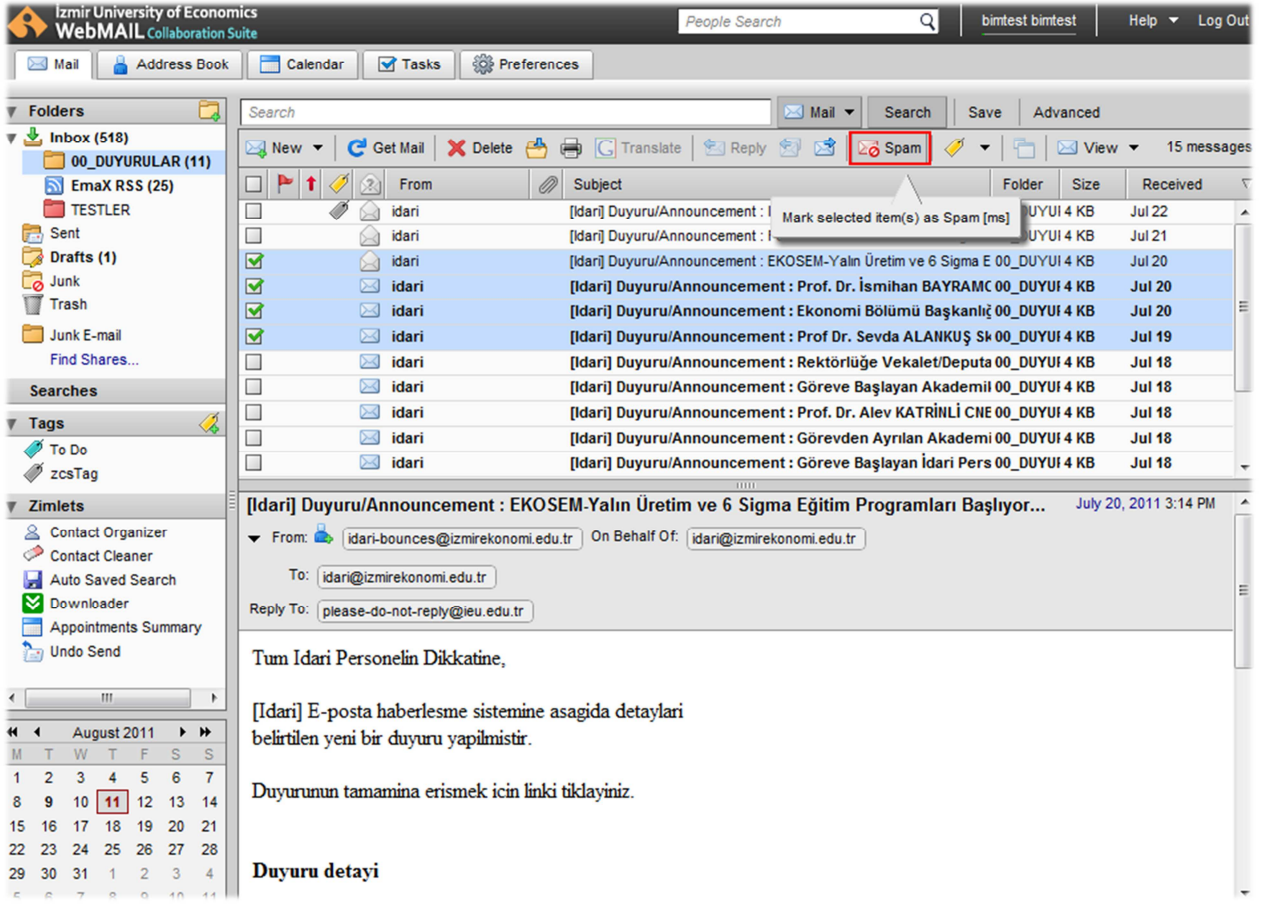 İzmir University of Economics
WebMAIL Collaboration Suite
People Search
bimtest bimtest
Help
Log Out
Mail
Address Book
Calendar
Tasks
Preferences
Folders
Inbox (518)
00_DUYURULAR (11)
EmaX RSS (25)
TESTLER
Sent
Drafts (1)
Junk
Trash
Junk E-mail
Find Shares...
Searches
Tags
To Do
zcsTag
Zimlets
Contact Organizer
Contact Cleaner
Auto Saved Search
Downloader
Appointments Summary
Undo Send
August 2011
M T W T F S S
1 2 3 4 5 6 7
8 9 10 11 12 13 14
15 16 17 18 19 20 21
22 23 24 25 26 27 28
29 30 31 1 2 3 4
5 6 7 8 9 10 11
Search Mail Search Save Advanced
New Get Mail Delete Translate Reply Spam View 15 messages
From Subject Folder Size Received
Mark selected item(s) as Spam [ms]
idari [Idari] Duyuru/Announcement : DUYUI 4 KB Jul 22
idari [Idari] Duyuru/Announcement : DUYUI 4 KB Jul 21
idari [Idari] Duyuru/Announcement : EKOSEM-Yalın Üretim ve 6 Sigma E 00_DUYUI 4 KB Jul 20
idari [Idari] Duyuru/Announcement : Prof. Dr. İsmihan BAYRAMC 00_DUYUI 4 KB Jul 20
idari [Idari] Duyuru/Announcement : Ekonomi Bölümü Başkanlığ 00_DUYUI 4 KB Jul 20
idari [Idari] Duyuru/Announcement : Prof Dr. Sevda ALANKUŞ Sk 00_DUYUI 4 KB Jul 19
idari [Idari] Duyuru/Announcement : Rektörlüğe Vekalet/Deputa 00_DUYUI 4 KB Jul 18
idari [Idari] Duyuru/Announcement : Göreve Başlayan Akademil 00_DUYUI 4 KB Jul 18
idari [Idari] Duyuru/Announcement : Prof. Dr. Alev KATRİNLİ CNE 00_DUYUI 4 KB Jul 18
idari [Idari] Duyuru/Announcement : Görevden Ayrılan Akademi 00_DUYUI 4 KB Jul 18
idari [Idari] Duyuru/Announcement : Göreve Başlayan İdari Pers 00_DUYUI 4 KB Jul 18
[Idari] Duyuru/Announcement : EKOSEM-Yalın Üretim ve 6 Sigma Eğitim Programları Başlıyor... July 20, 2011 3:14 PM
From: idari-bounces@izmirekonomi.edu.tr On Behalf Of: idari@izmirekonomi.edu.tr
To: idari@izmirekonomi.edu.tr
Reply To: please-do-not-reply@ieu.edu.tr
Tum Idari Personelin Dikkatine,
[Idari] E-posta haberlesme sistemine asagida detaylari
belirtilen yeni bir duyuru yapilmistir.
Duyurunun tamamina erismek icin linki tiklayiniz.
Duyuru detayi